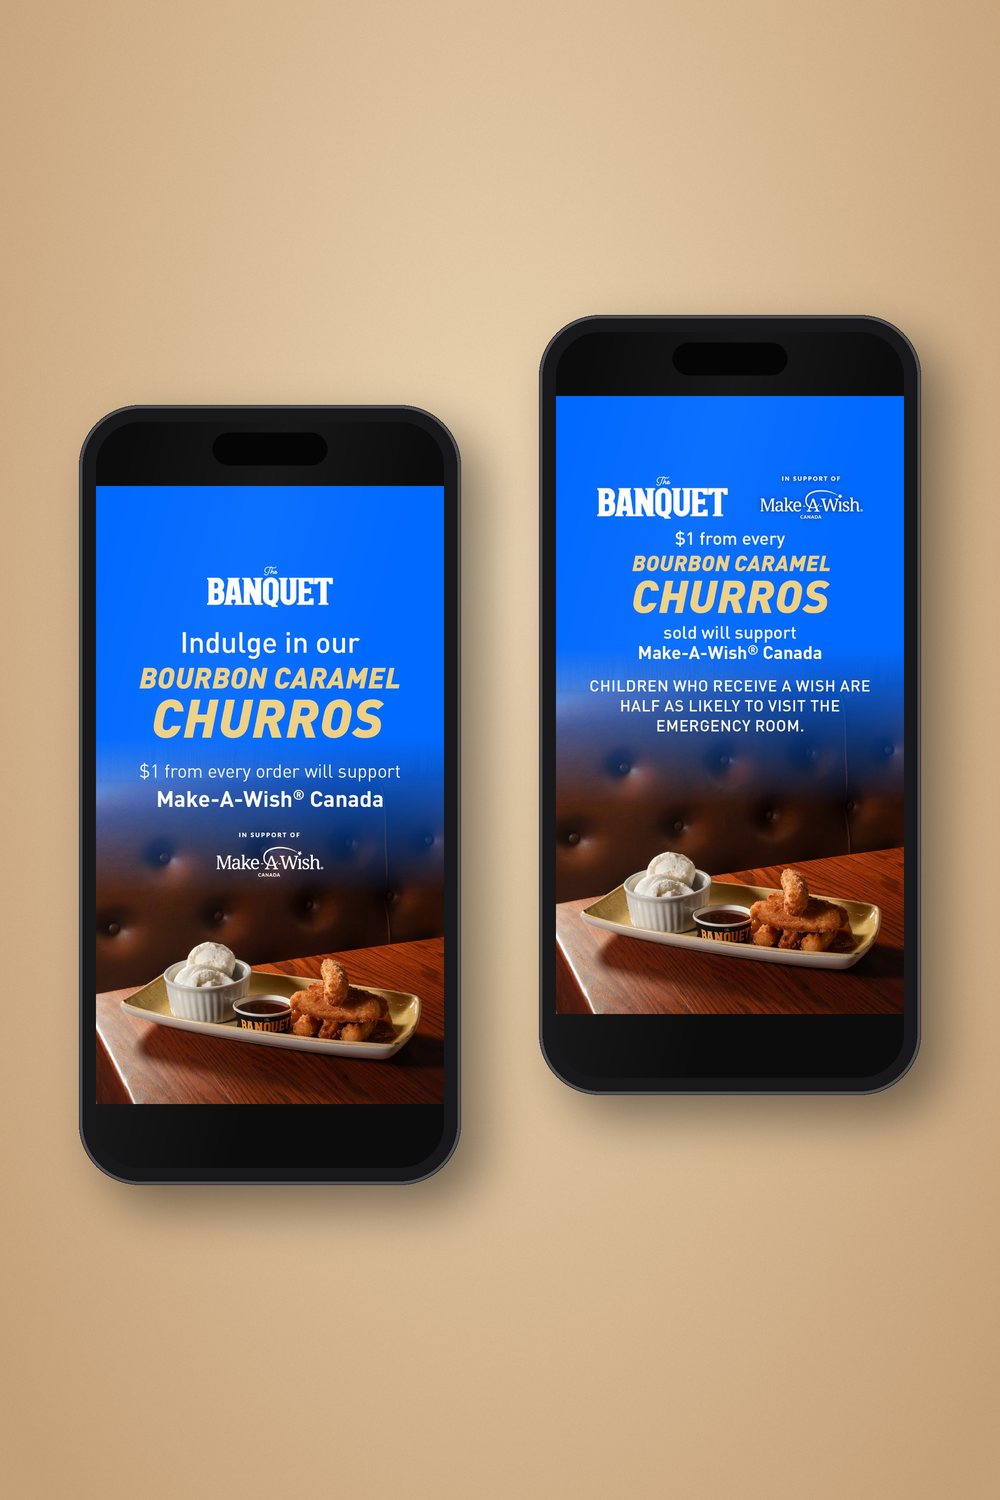 The
BANQUET
Indulge in our
BOURBON CARAMEL
CHURROS
$1 from every order will support
Make-A-Wish® Canada
IN SUPPORT OF
Make-A-Wish®
CANADA
BANQUET
The
BANQUET
IN SUPPORT OF
Make-A-Wish®
CANADA
$1 from every
BOURBON CARAMEL
CHURROS
sold will support
Make-A-Wish® Canada
CHILDREN WHO RECEIVE A WISH ARE
HALF AS LIKELY TO VISIT THE
EMERGENCY ROOM.
BANQUET